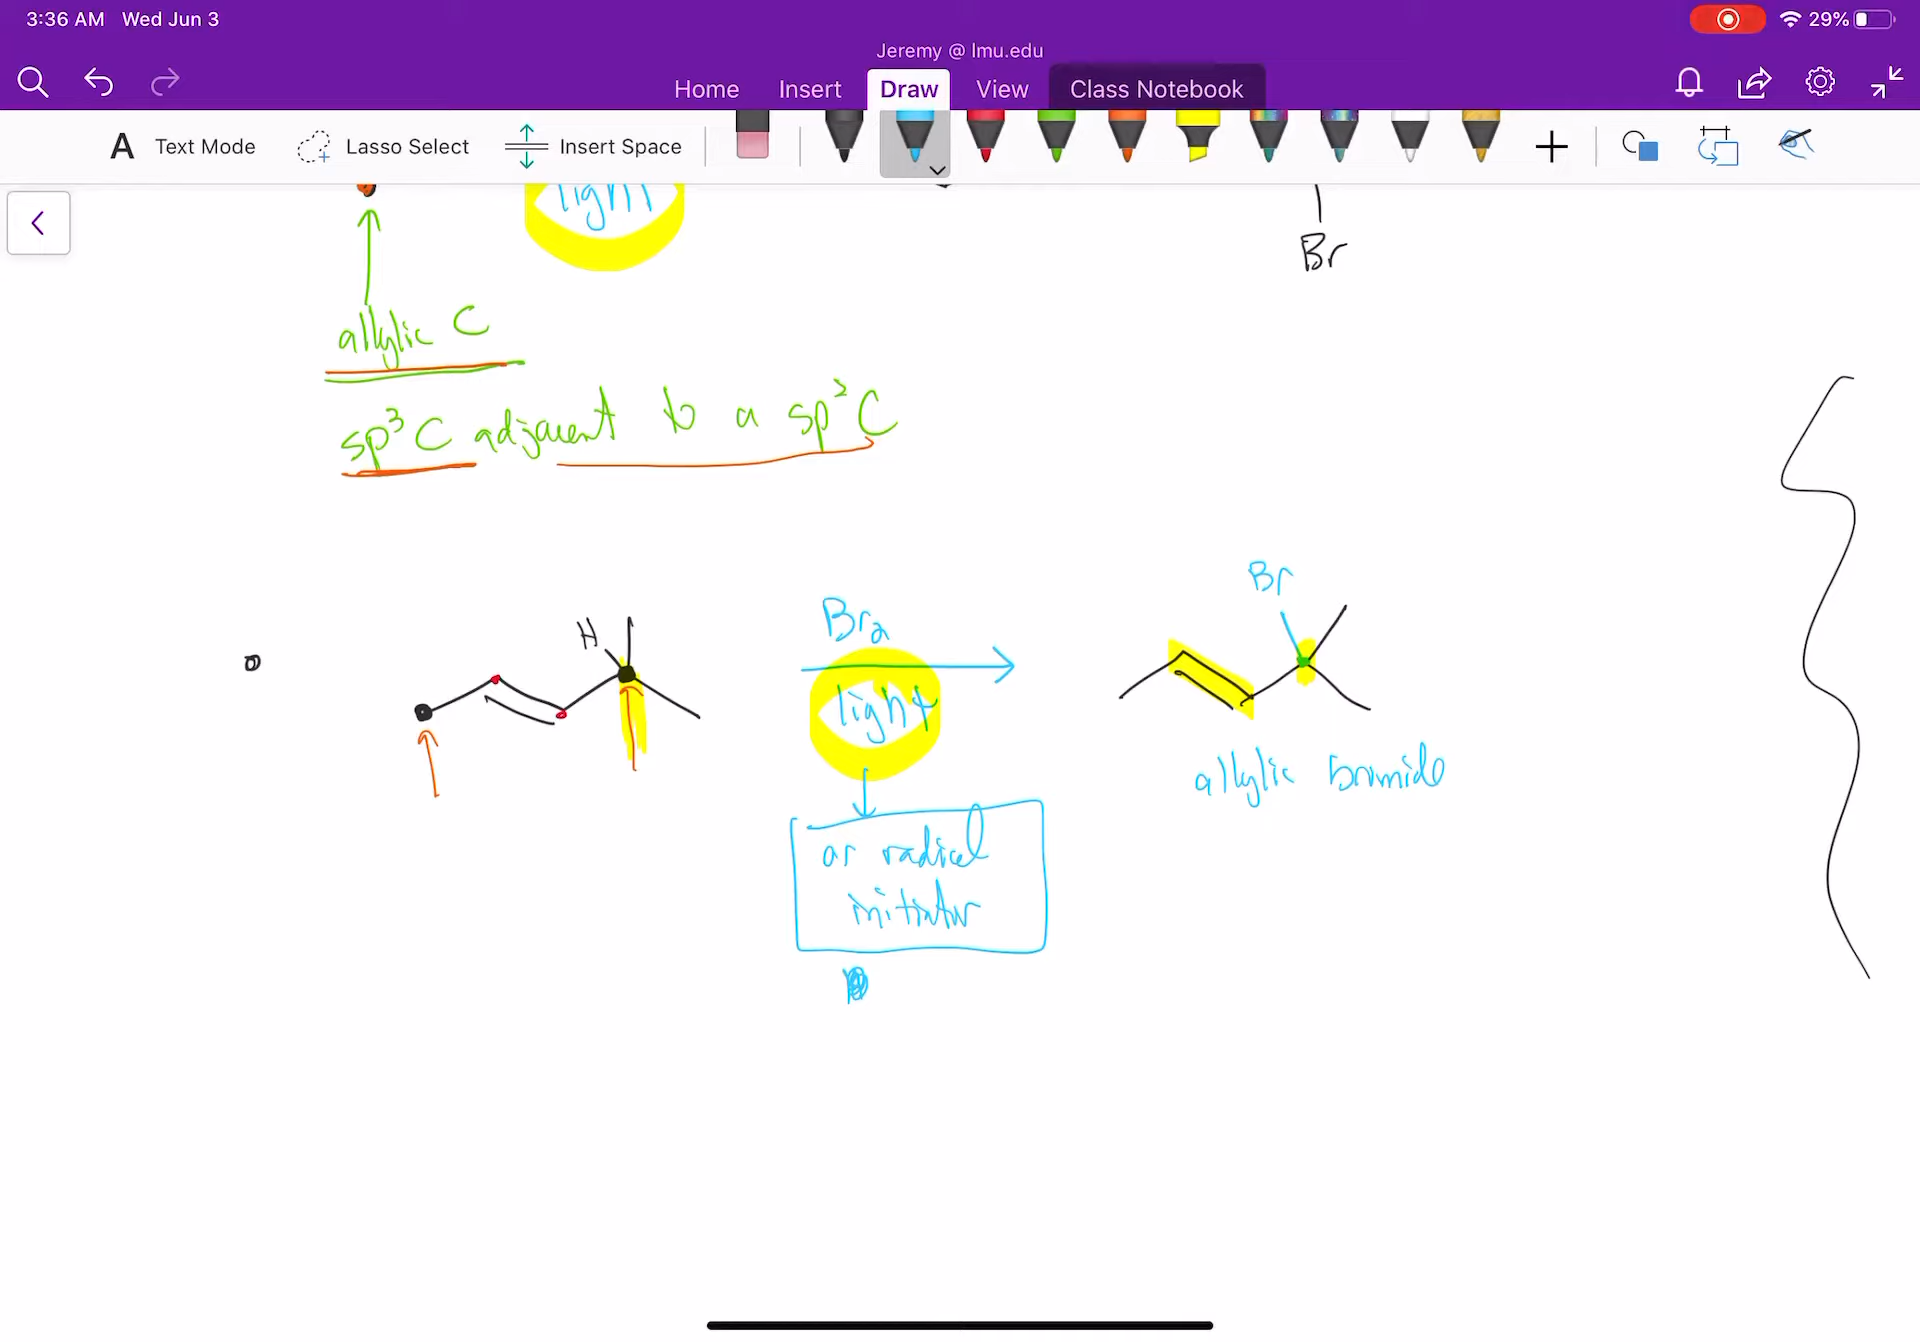 3:36 AM Wed Jun 3
29%
Jeremy @ lmu.edu
Home Insert Draw View Class Notebook
A Text Mode Lasso Select Insert Space
light
Br
allylic C
sp³ C adjacent to a sp² C
Br
H
Br₂
light
allylic bromide
or radical
initiator